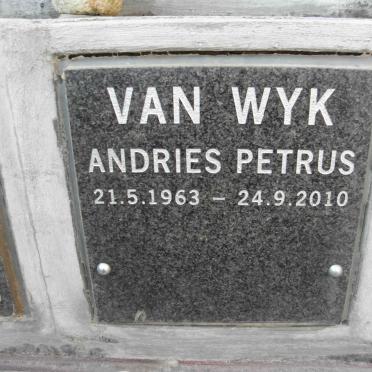 VAN WYK
ANDRIES PETRUS
21.5.1963 – 24.9.2010